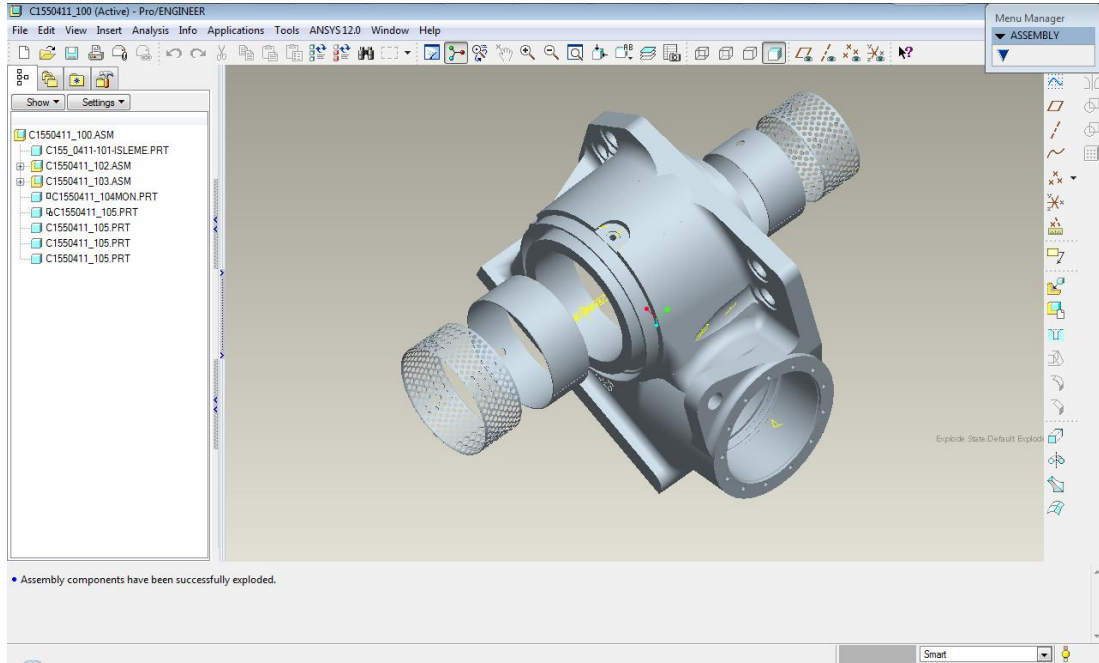 C1550411_100 (Active) - Pro/ENGINEER
File Edit View Insert Analysis Info Applications Tools ANSYS 12.0 Window Help
Menu Manager
ASSEMBLY
Show Settings
C1550411_100.ASM
C155_0411-101-ISLEME.PRT
C1550411_102.ASM
C1550411_103.ASM
C1550411_104MON.PRT
C1550411_105.PRT
C1550411_105.PRT
C1550411_105.PRT
C1550411_105.PRT
Explode State:Default Explod
• Assembly components have been successfully exploded.
Smart